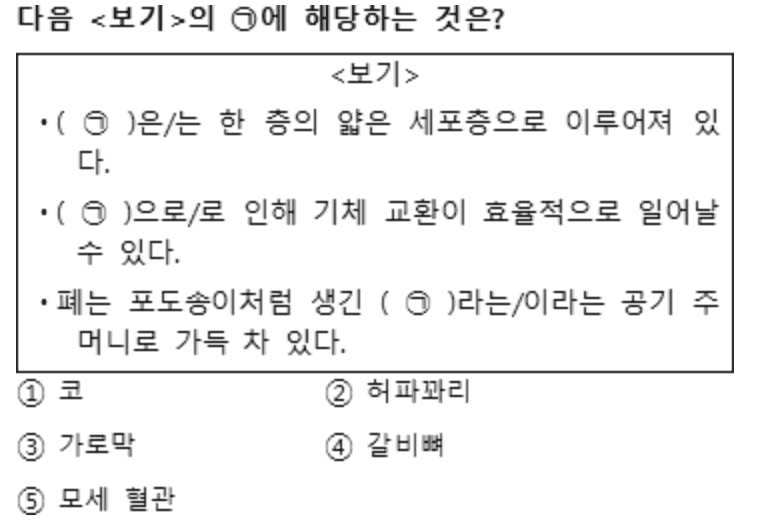 다음 <보기>의 ㉠에 해당하는 것은?
<보기>
•( ㉠ )은/는 한 층의 얇은 세포층으로 이루어져 있
다.
•( ㉠ )으로/로 인해 기체 교환이 효율적으로 일어날
수 있다.
•폐는 포도송이처럼 생긴 ( ㉠ )라는/이라는 공기 주
머니로 가득 차 있다.
① 코 ② 허파꽈리
③ 가로막 ④ 갈비뼈
⑤ 모세 혈관